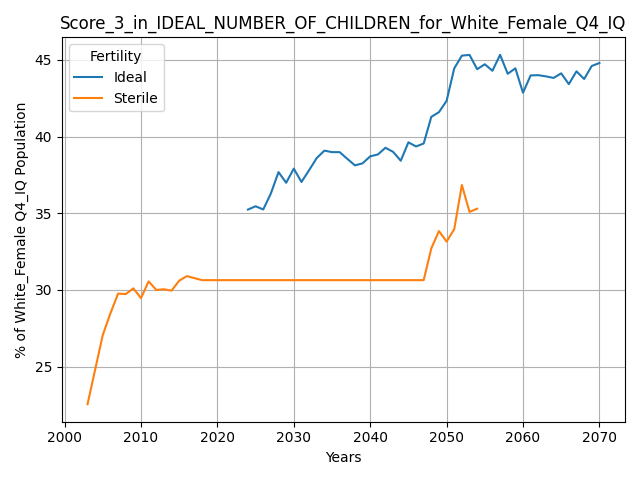 Score_3_in_IDEAL_NUMBER_OF_CHILDREN_for_White_Female_Q4_IQ
Fertility
Ideal
Sterile
% of White_Female Q4_IQ Population
45
40
35
30
25
2000 2010 2020 2030 2040 2050 2060 2070
Years